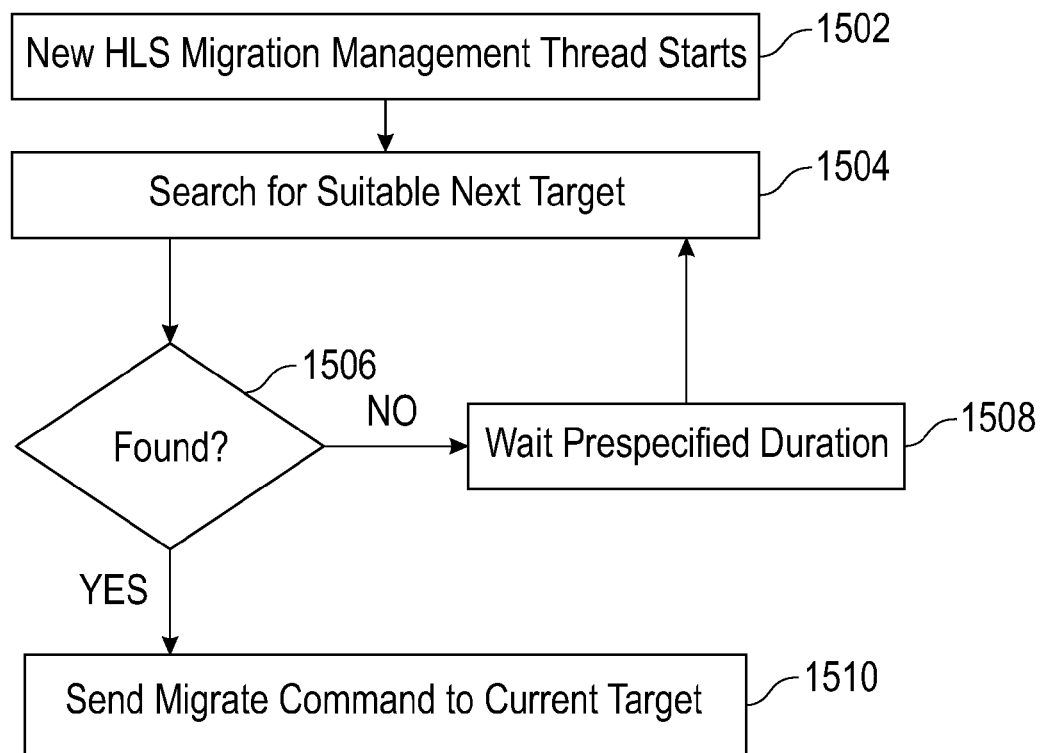 New HLS Migration Management Thread Starts
1502
Search for Suitable Next Target
1504
Found?
1506
NO
Wait Prespecified Duration
1508
YES
Send Migrate Command to Current Target
1510